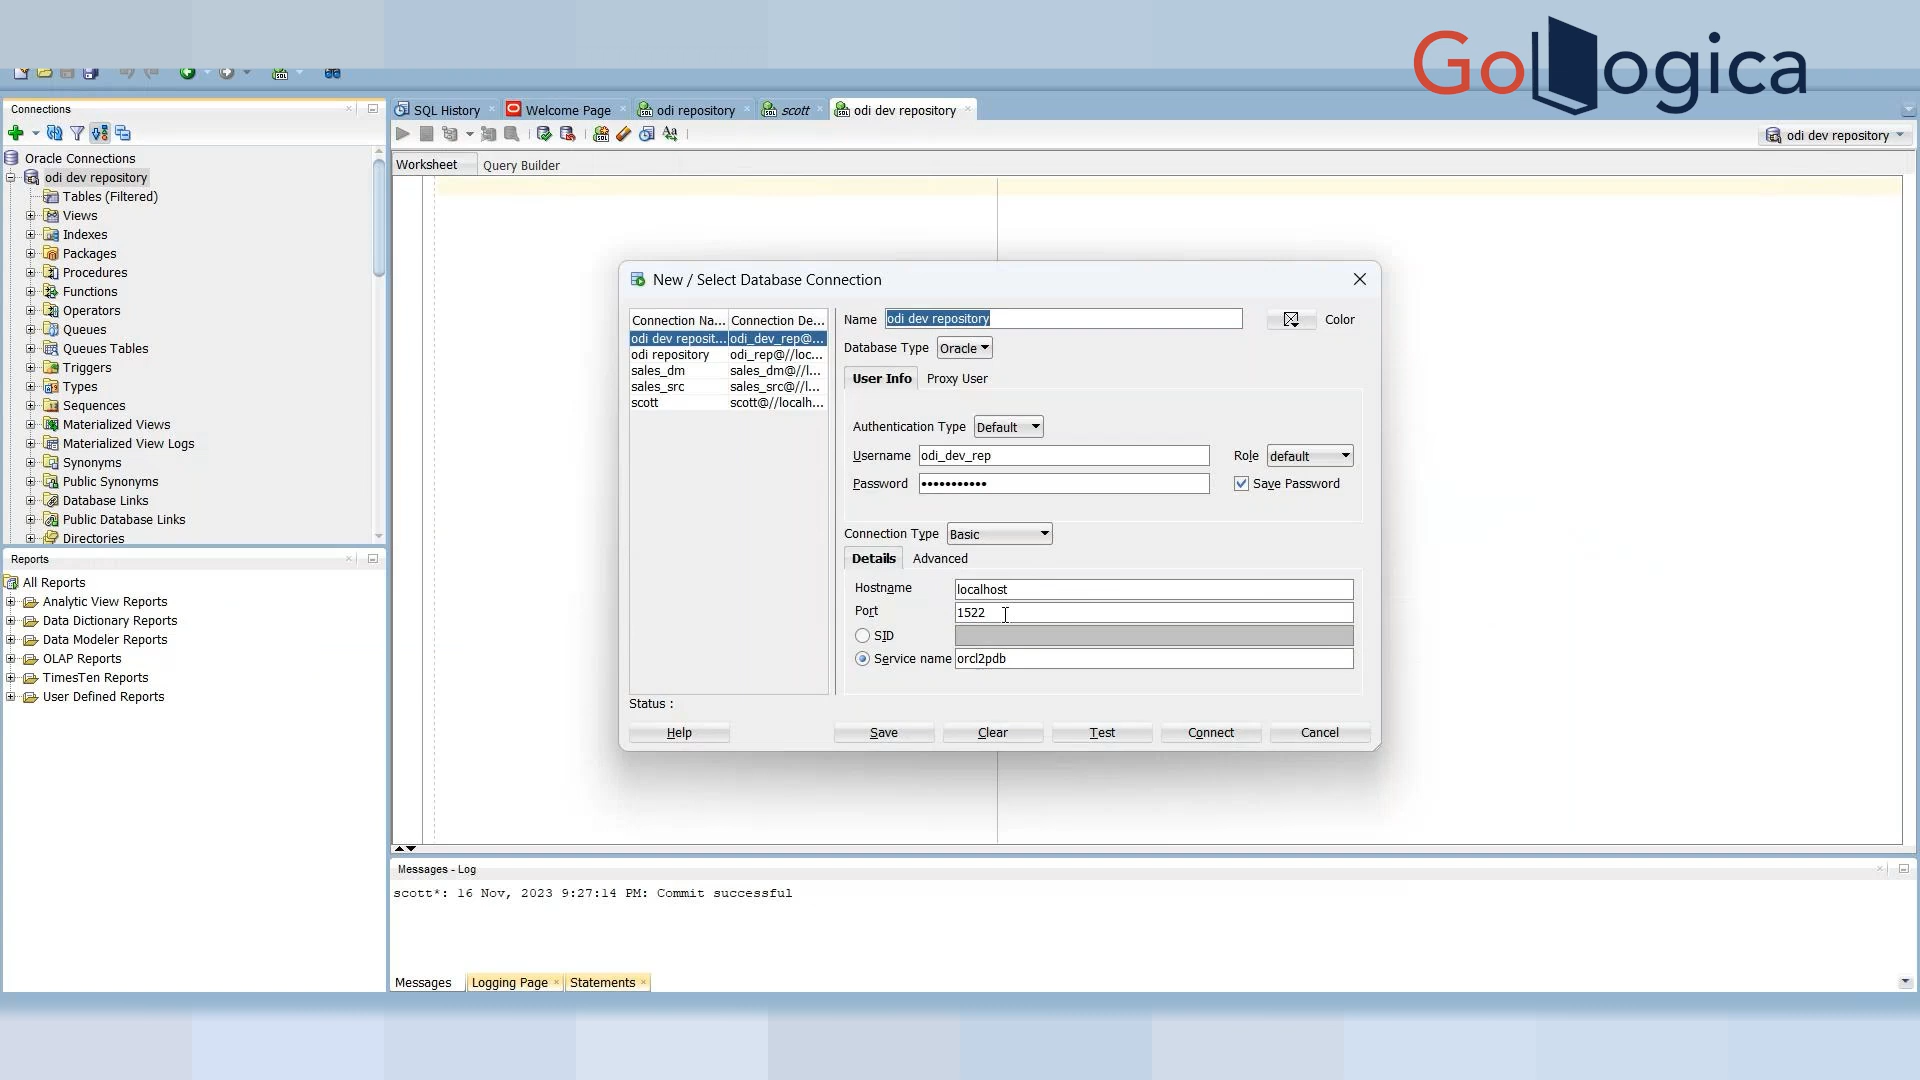 GoLogica
Connections
SQL History
Welcome Page
odi repository
scott
odi dev repository
odi dev repository
Worksheet
Query Builder
Oracle Connections
odi dev repository
Tables (Filtered)
Views
Indexes
Packages
Procedures
Functions
Operators
Queues
Queues Tables
Triggers
Types
Sequences
Materialized Views
Materialized View Logs
Synonyms
Public Synonyms
Database Links
Public Database Links
Directories
Reports
All Reports
Analytic View Reports
Data Dictionary Reports
Data Modeler Reports
OLAP Reports
TimesTen Reports
User Defined Reports
New / Select Database Connection
Connection Na... Connection De...
odi dev reposit... odi_dev_rep@...
odi repository odi_rep@//loc...
sales_dm sales_dm@//l...
sales_src sales_src@//l...
scott scott@//localh...
Name odi dev repository Color
Database Type Oracle
User Info Proxy User
Authentication Type Default
Username odi_dev_rep Role default
Password ••••••••••• Save Password
Connection Type Basic
Details Advanced
Hostname localhost
Port 1522
SID
Service name orcl2pdb
Status :
Help Save Clear Test Connect Cancel
Messages - Log
scott*: 16 Nov, 2023 9:27:14 PM: Commit successful
Messages Logging Page Statements